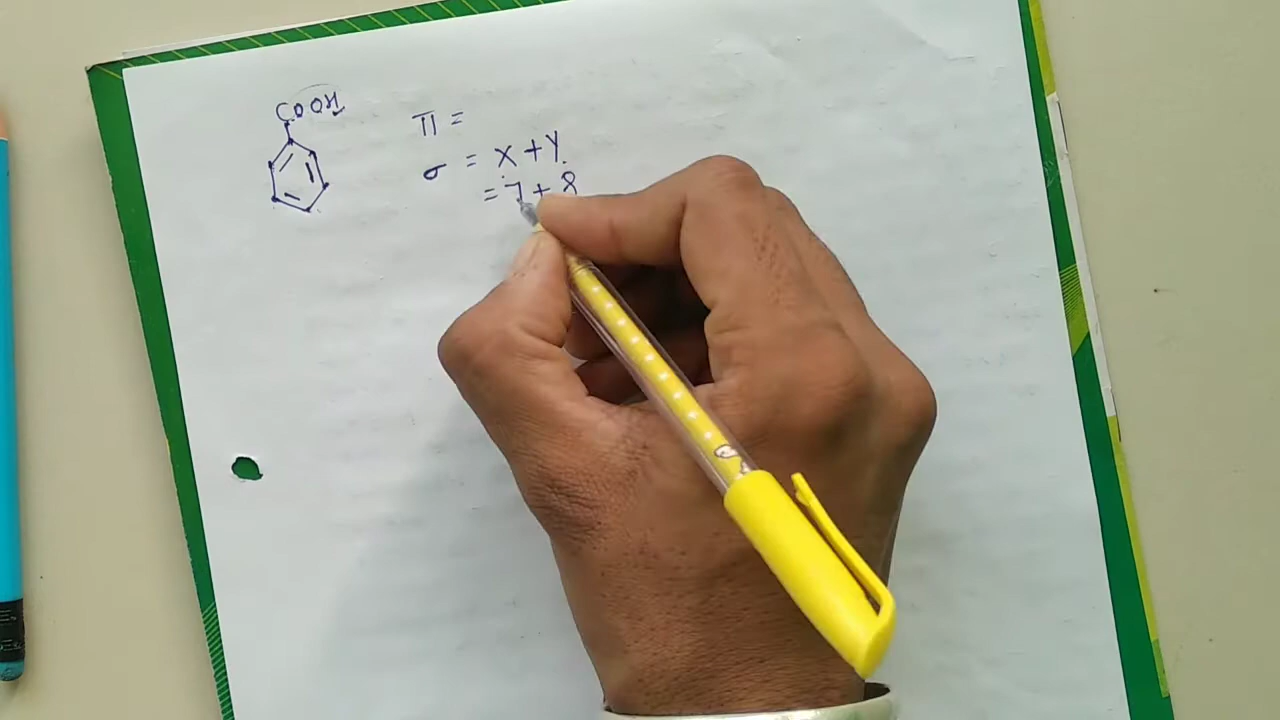 COOH
π =
σ = X + Y
= 7 + 8